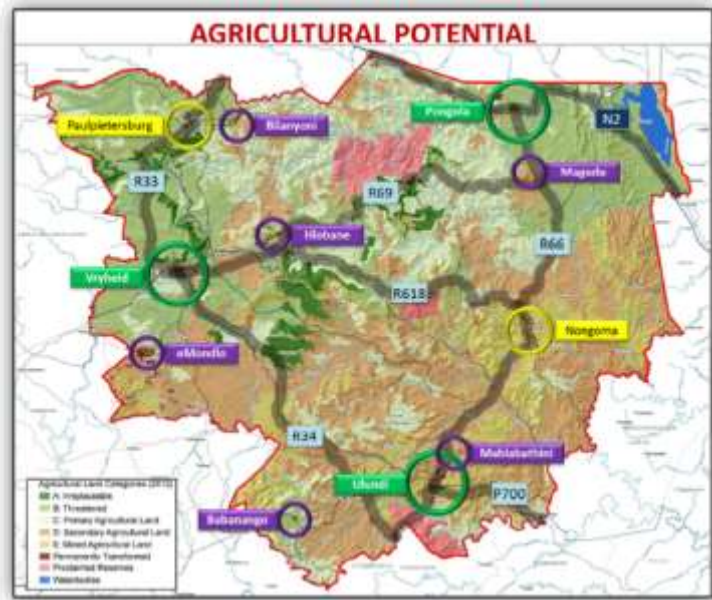 AGRICULTURAL POTENTIAL
Paulpietersburg
Bilanyoni
Pongola
N2
R33
R69
Magudu
Hlobane
R66
Vryheid
R618
Nongoma
eMondlo
R34
Mahlabathini
Ulundi
P700
Babanango
Agricultural Land Categories
A: Irreplaceable
B: Threatened
C: Primary Agricultural Land
D: Secondary Agricultural Land
E: Mixed Agricultural Land
Permanently Transformed
Proclaimed Reserves
Waterbodies